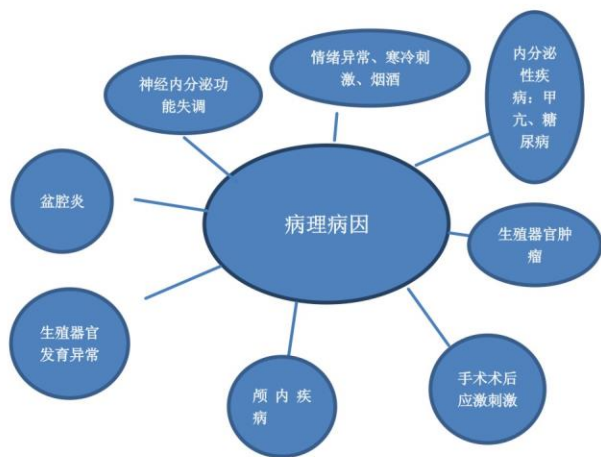 情绪异常、寒冷刺
激、烟酒
内分泌
性疾
病：甲
亢、糖
尿病
神经内分泌功
能失调
盆腔炎
病理病因
生殖器官肿
瘤
生殖器官
发育异常
颅内疾
病
手术术后
应激刺激